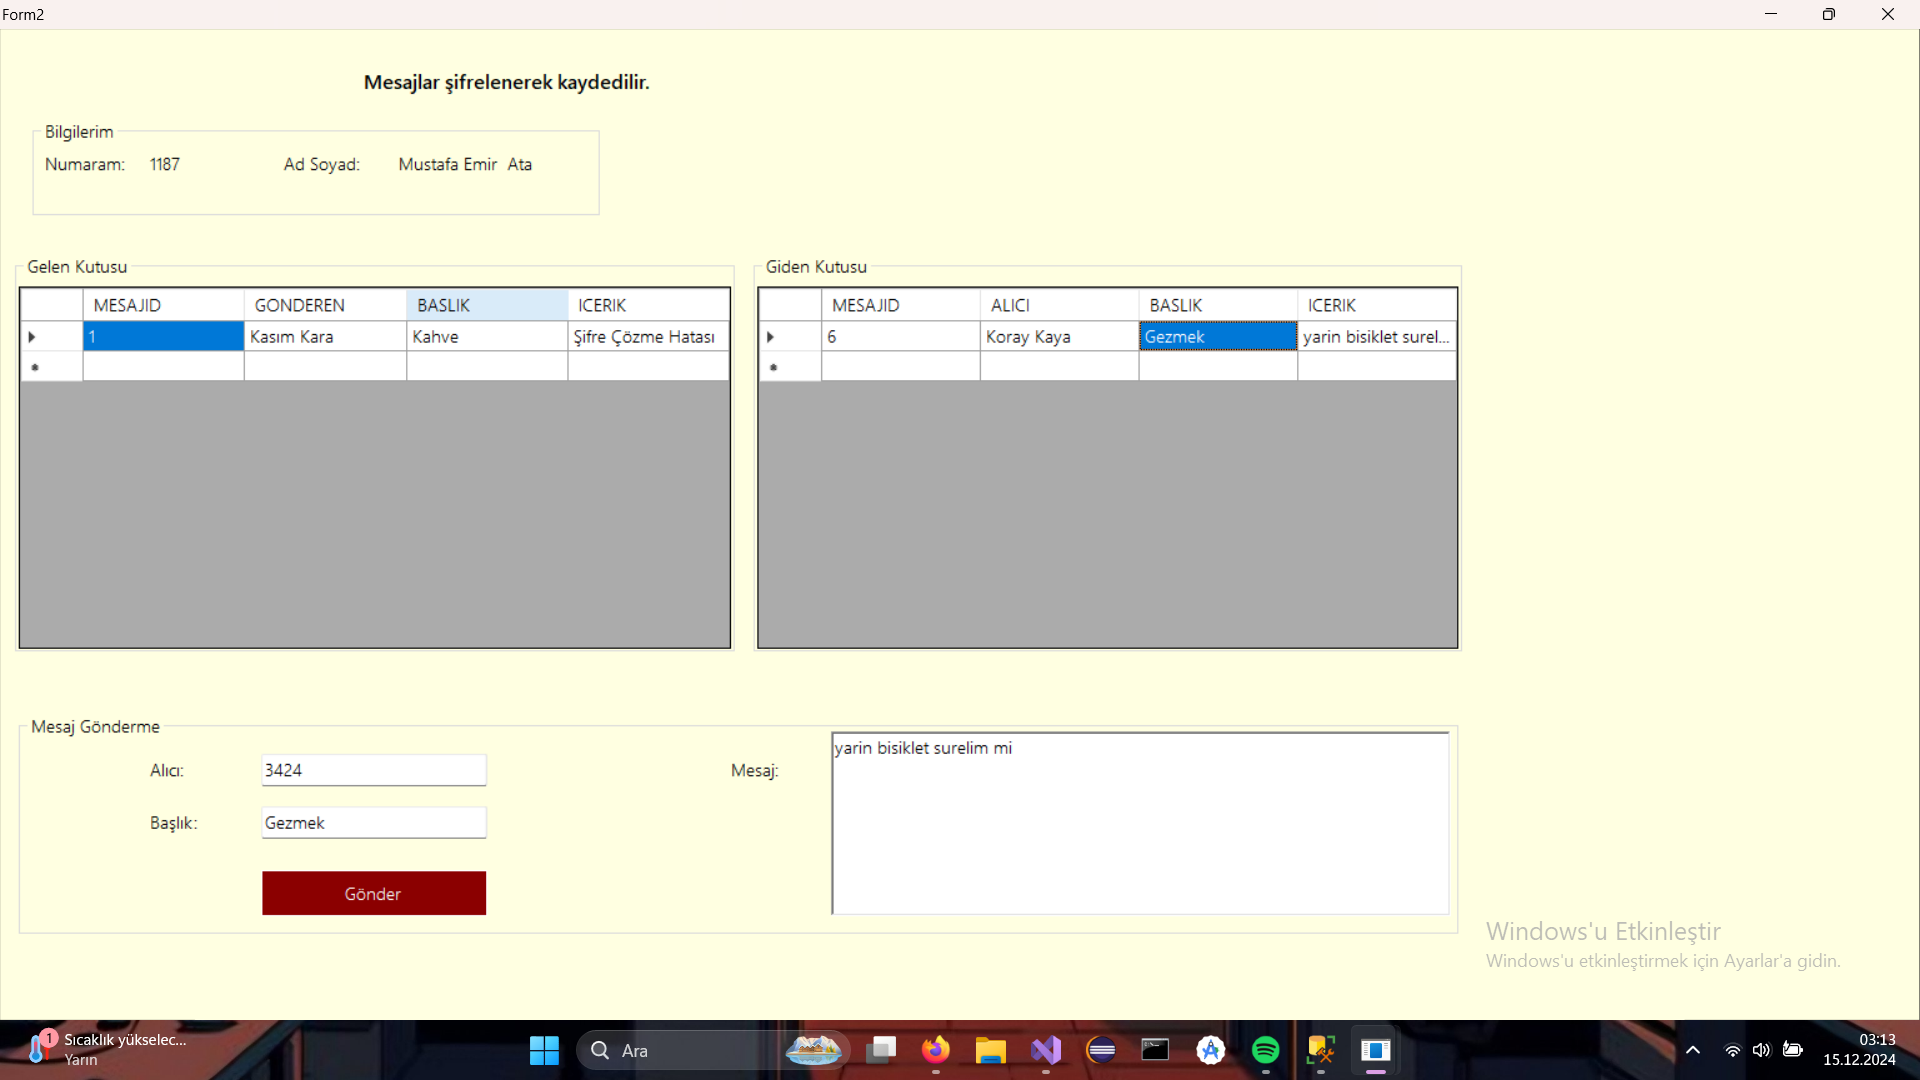 Form2
Mesajlar şifrelenerek kaydedilir.
Bilgilerim
Numaram: 1187 Ad Soyad: Mustafa Emir Ata
Gelen Kutusu
MESAJID GONDEREN BASLIK ICERIK
1 Kasım Kara Kahve Şifre Çözme Hatası
Giden Kutusu
MESAJID ALICI BASLIK ICERIK
6 Koray Kaya Gezmek yarin bisiklet surel...
Mesaj Gönderme
Alıcı: 3424
Başlık: Gezmek
Gönder
Mesaj: yarin bisiklet surelim mi
Windows'u Etkinleştir
Windows'u etkinleştirmek için Ayarlar'a gidin.
1
Sıcaklık yükselec...
Yarın
Ara
03:13
15.12.2024